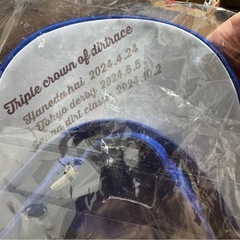 Triple crown of dirtrace
Haneda hai 2024.4.24
Tokyo derby 2024.6.5
dirt classic 2024.10.2